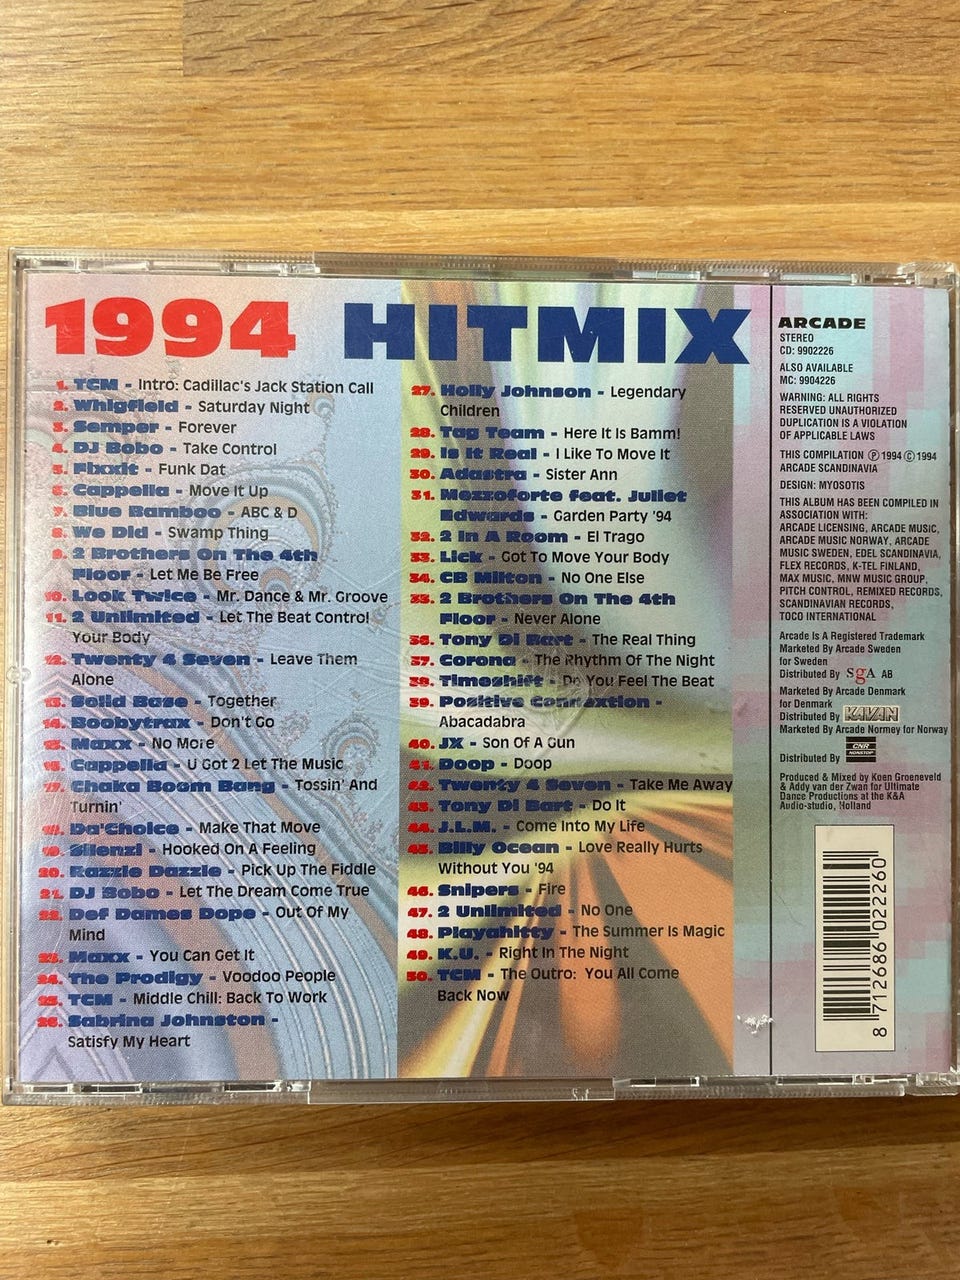 1994 HITMIX
1. TCM - Intro: Cadillac's Jack Station Call
2. Whigfield - Saturday Night
3. Semper - Forever
4. DJ Bobo - Take Control
5. Fixxit - Funk Dat
6. Cappella - Move It Up
7. Blue Bamboo - ABC & D
8. We Did - Swamp Thing
9. 2 Brothers On The 4th
Floor - Let Me Be Free
10. Look Twice - Mr. Dance & Mr. Groove
11. 2 Unlimited - Let The Beat Control
Your Body
12. Twenty 4 Seven - Leave Them
Alone
13. Solid Base - Together
14. Boobytrax - Don't Go
15. Maxx - No More
16. Cappella - U Got 2 Let The Music
17. Chaka Boom Bang - Tossin' And
Turnin'
18. Da'Choice - Make That Move
19. Silenzi - Hooked On A Feeling
20. Razzle Dazzle - Pick Up The Fiddle
21. DJ Bobo - Let The Dream Come True
22. Def Dames Dope - Out Of My
Mind
23. Maxx - You Can Get It
24. The Prodigy - Voodoo People
25. TCM - Middle Chill: Back To Work
26. Sabrina Johnston -
Satisfy My Heart
27. Holly Johnson - Legendary
Children
28. Tag Team - Here It Is Bamm!
29. Is It Real - I Like To Move It
30. Adastra - Sister Ann
31. Mezzoforte feat. Juliet
Edwards - Garden Party '94
32. 2 In A Room - El Trago
33. Lick - Got To Move Your Body
34. CB Milton - No One Else
35. 2 Brothers On The 4th
Floor - Never Alone
36. Tony Di Bart - The Real Thing
37. Corona - The Rhythm Of The Night
38. Timeshift - Do You Feel The Beat
39. Positive Connextion -
Abacadabra
40. JX - Son Of A Gun
41. Doop - Doop
42. Twenty 4 Seven - Take Me Away
43. Tony Di Bart - Do It
44. J.L.M. - Come Into My Life
45. Billy Ocean - Love Really Hurts
Without You '94
46. Snipers - Fire
47. 2 Unlimited - No One
48. Playahitty - The Summer Is Magic
49. K.U. - Right In The Night
50. TCM - The Outro: You All Come
Back Now
ARCADE
STEREO
CD: 9902226
ALSO AVAILABLE
MC: 9904226
WARNING: ALL RIGHTS
RESERVED UNAUTHORIZED
DUPLICATION IS A VIOLATION
OF APPLICABLE LAWS
THIS COMPILATION Ⓟ 1994 © 1994
ARCADE SCANDINAVIA
DESIGN: MYOSOTIS
THIS ALBUM HAS BEEN COMPILED IN
ASSOCIATION WITH:
ARCADE LICENSING, ARCADE MUSIC,
ARCADE MUSIC NORWAY, ARCADE
MUSIC SWEDEN, EDEL SCANDINAVIA,
FLEX RECORDS, K-TEL FINLAND,
MAX MUSIC, MNW MUSIC GROUP,
PITCH CONTROL, REMIXED RECORDS,
SCANDINAVIAN RECORDS,
TOCO INTERNATIONAL
Arcade Is A Registered Trademark
Marketed By Arcade Sweden
for Sweden
Distributed By SgA AB
Marketed By Arcade Denmark
for Denmark
Distributed By KAVAN
Marketed By Arcade Normey for Norway
CNR
NONSTOP
Distributed By
Produced & Mixed by Koen Groeneveld
& Addy van der Zwan for Ultimate
Dance Productions at the K&A
Audio-studio, Holland
8 712686 022260